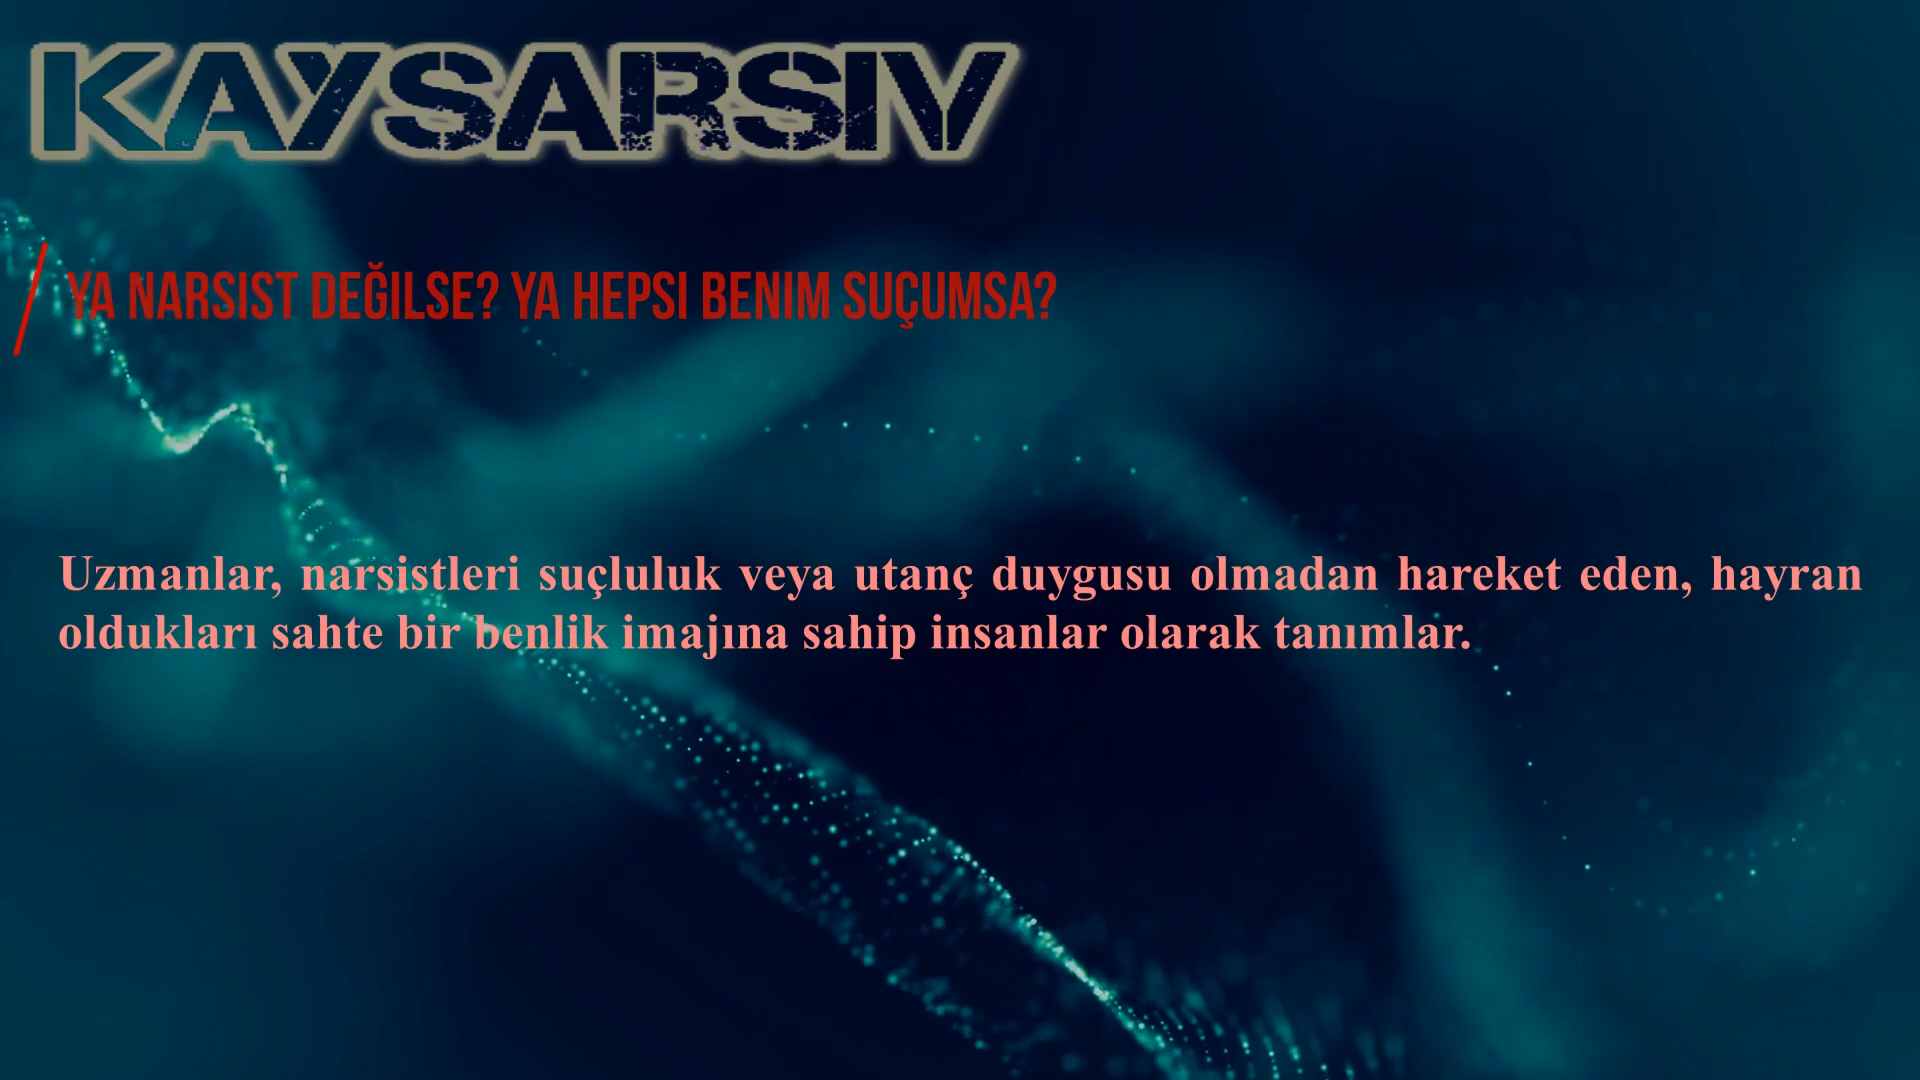 KAYSARSIV
YA NARSIST DEĞILSE? YA HEPSI BENIM SUÇUMSA?
Uzmanlar, narsistleri suçluluk veya utanç duygusu olmadan hareket eden, hayran
oldukları sahte bir benlik imajına sahip insanlar olarak tanımlar.